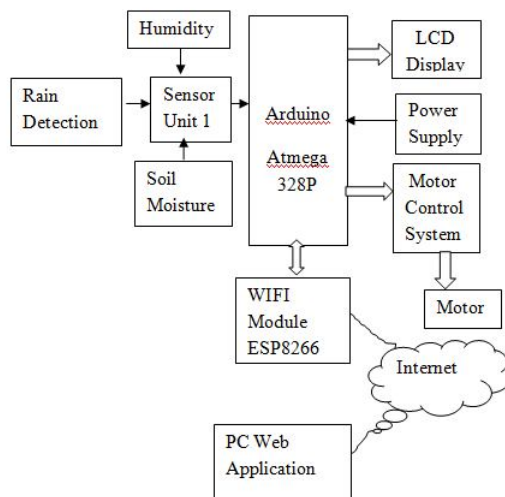 Humidity
LCD
Display
Rain
Detection
Sensor
Unit 1
Arduino
Atmega
328P
Power
Supply
Soil
Moisture
Motor
Control
System
WIFI
Module
ESP8266
Motor
Internet
PC Web
Application